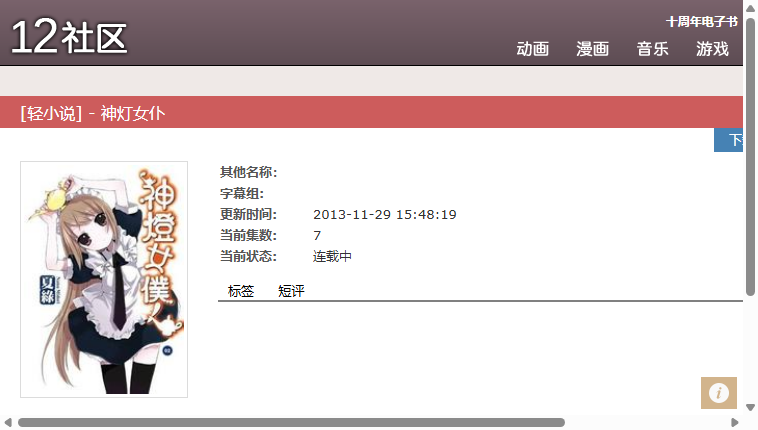 12社区
十周年电子书
动画 漫画 音乐 游戏
[轻小说] - 神灯女仆
其他名称:
字幕组:
更新时间: 2013-11-29 15:48:19
当前集数: 7
当前状态: 连载中
标签 短评
神燈女僕
夏綠
i